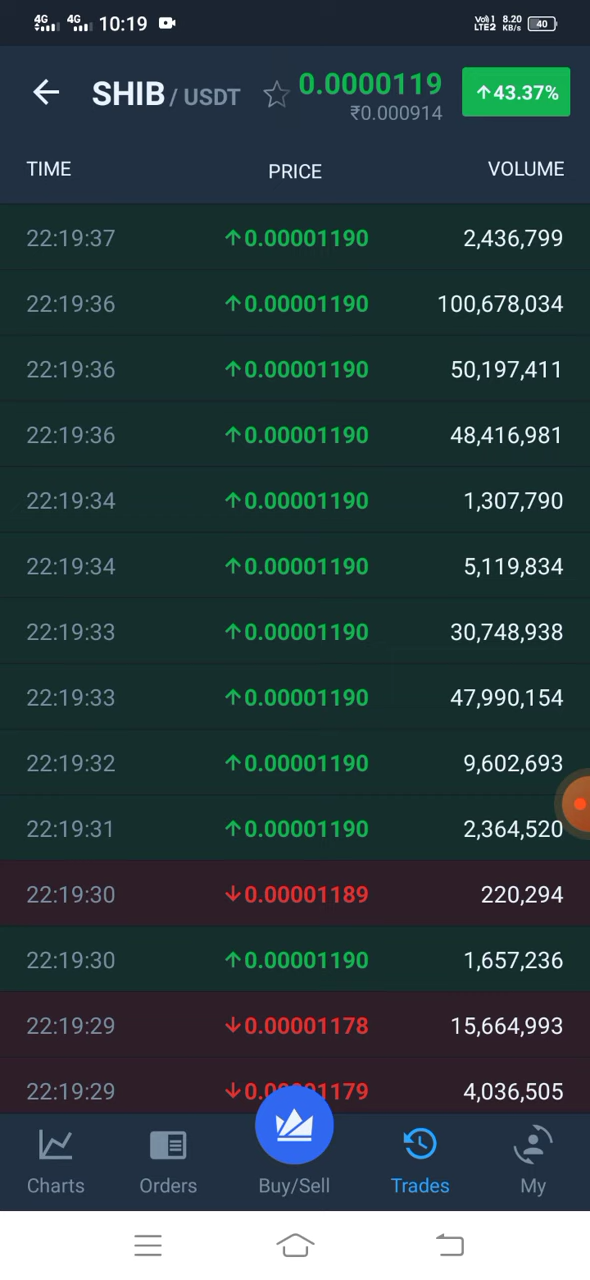 4G 4G 10:19 Vo) 1 LTE2 8.20 KB/s 40
SHIB / USDT 0.0000119 ↑43.37%
₹0.000914
TIME PRICE VOLUME
22:19:37 ↑0.00001190 2,436,799
22:19:36 ↑0.00001190 100,678,034
22:19:36 ↑0.00001190 50,197,411
22:19:36 ↑0.00001190 48,416,981
22:19:34 ↑0.00001190 1,307,790
22:19:34 ↑0.00001190 5,119,834
22:19:33 ↑0.00001190 30,748,938
22:19:33 ↑0.00001190 47,990,154
22:19:32 ↑0.00001190 9,602,693
22:19:31 ↑0.00001190 2,364,520
22:19:30 ↓0.00001189 220,294
22:19:30 ↑0.00001190 1,657,236
22:19:29 ↓0.00001178 15,664,993
22:19:29 ↓0.00001179 4,036,505
Charts Orders Buy/Sell Trades My